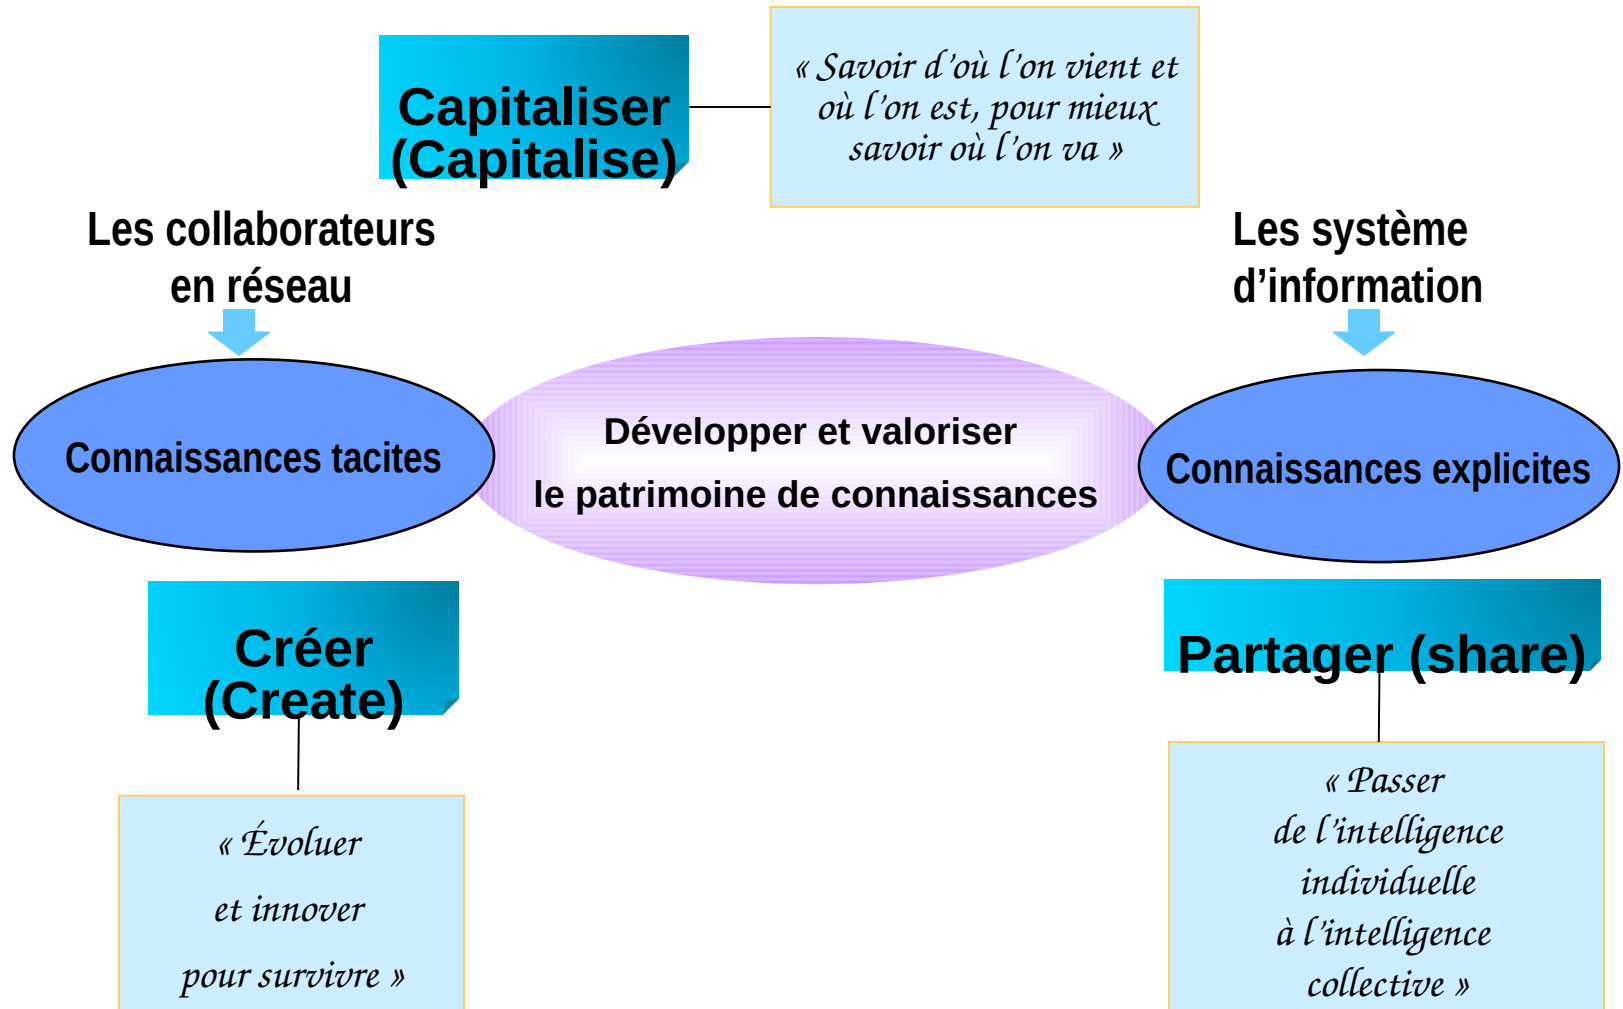 Capitaliser
(Capitalise)
« Savoir d’où l’on vient et
où l’on est, pour mieux
savoir où l’on va »
Les collaborateurs
en réseau
Les système
d’information
Connaissances tacites
Développer et valoriser
le patrimoine de connaissances
Connaissances explicites
Créer
(Create)
« Évoluer
et innover
pour survivre »
Partager (share)
« Passer
de l’intelligence
individuelle
à l’intelligence
collective »